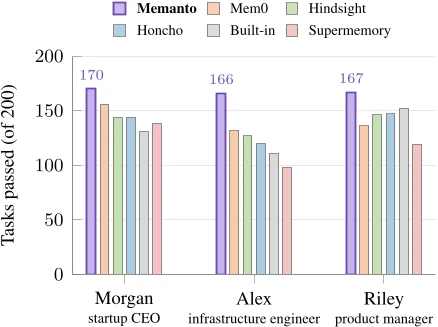 Memanto Mem0 Hindsight
Honcho Built-in Supermemory
Tasks passed (of 200)
200
150
100
50
0
170
166
167
Morgan
startup CEO
Alex
infrastructure engineer
Riley
product manager